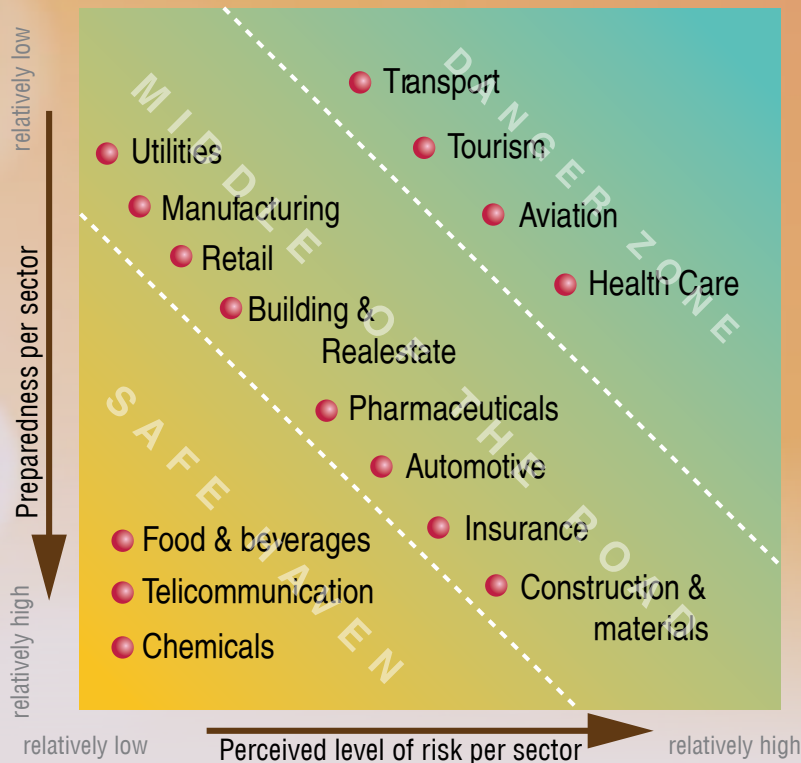 relatively low
Preparedness per sector
relatively high
DANGER ZONE
MIDDLE OF THE BOARD
SAFE HAVEN
Transport
Tourism
Aviation
Health Care
Utilities
Manufacturing
Retail
Building &
Realestate
Pharmaceuticals
Automotive
Insurance
Construction &
materials
Food & beverages
Telicommunication
Chemicals
relatively low
Perceived level of risk per sector
relatively high